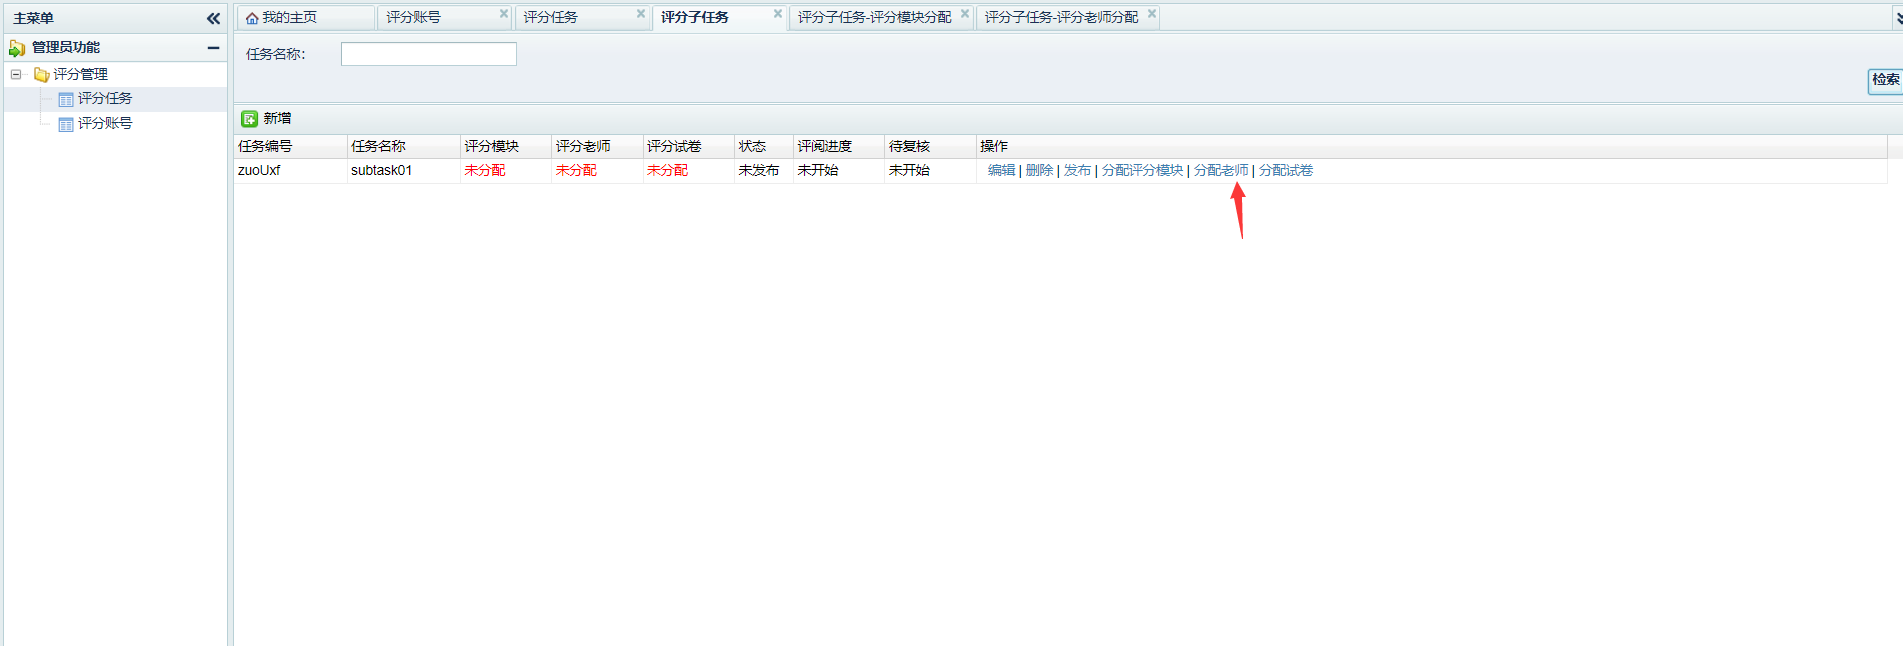 主菜单
管理员功能
评分管理
评分任务
评分账号
我的主页 评分账号 评分任务 评分子任务 评分子任务-评分模块分配 评分子任务-评分老师分配
任务名称：
检索
新增
任务编号 任务名称 评分模块 评分老师 评分试卷 状态 评阅进度 待复核 操作
zuoUxf subtask01 未分配 未分配 未分配 未发布 未开始 未开始 编辑 | 删除 | 发布 | 分配评分模块 | 分配老师 | 分配试卷